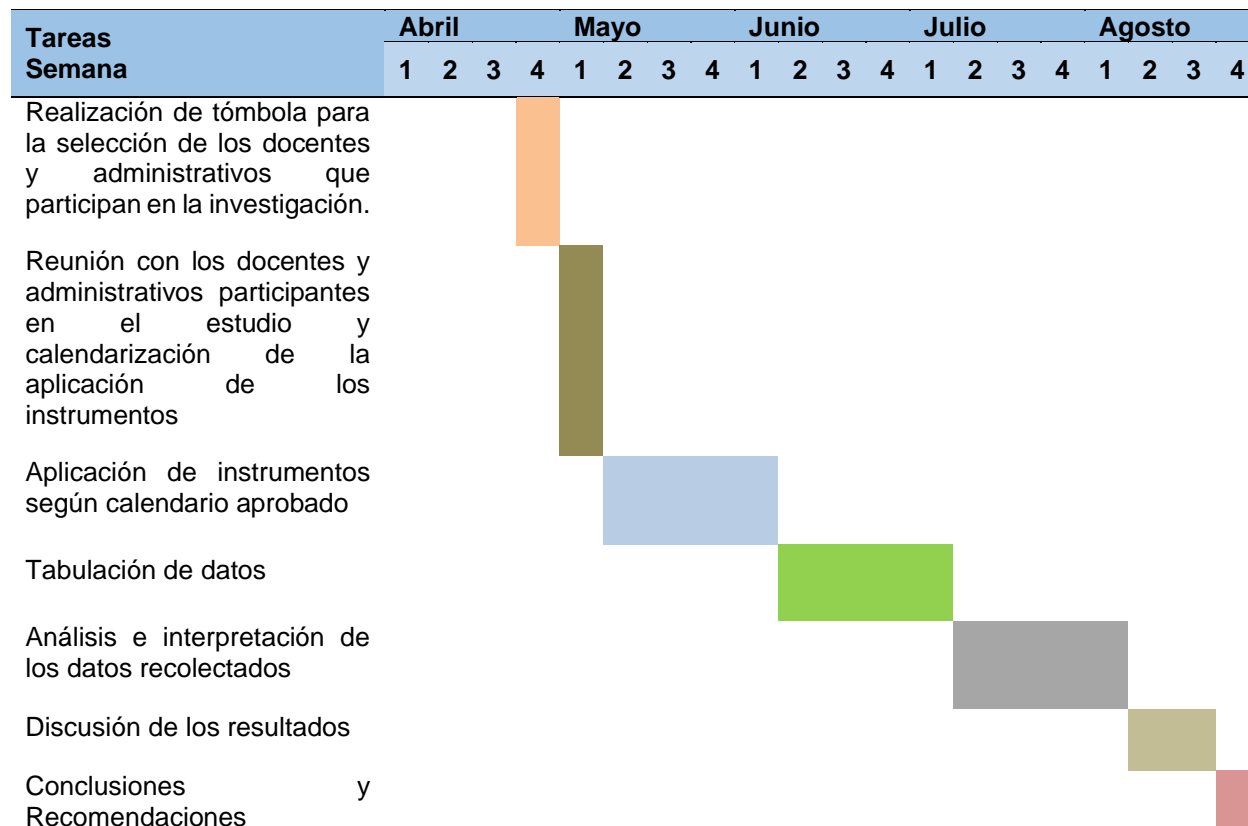 Tareas Abril Mayo Junio Julio Agosto
Semana 1 2 3 4 1 2 3 4 1 2 3 4 1 2 3 4 1 2 3 4
Realización de tómbola para
la selección de los docentes
y administrativos que
participan en la investigación.
Reunión con los docentes y
administrativos participantes
en el estudio y
calendarización de la
aplicación de los
instrumentos
Aplicación de instrumentos
según calendario aprobado
Tabulación de datos
Análisis e interpretación de
los datos recolectados
Discusión de los resultados
Conclusiones y
Recomendaciones